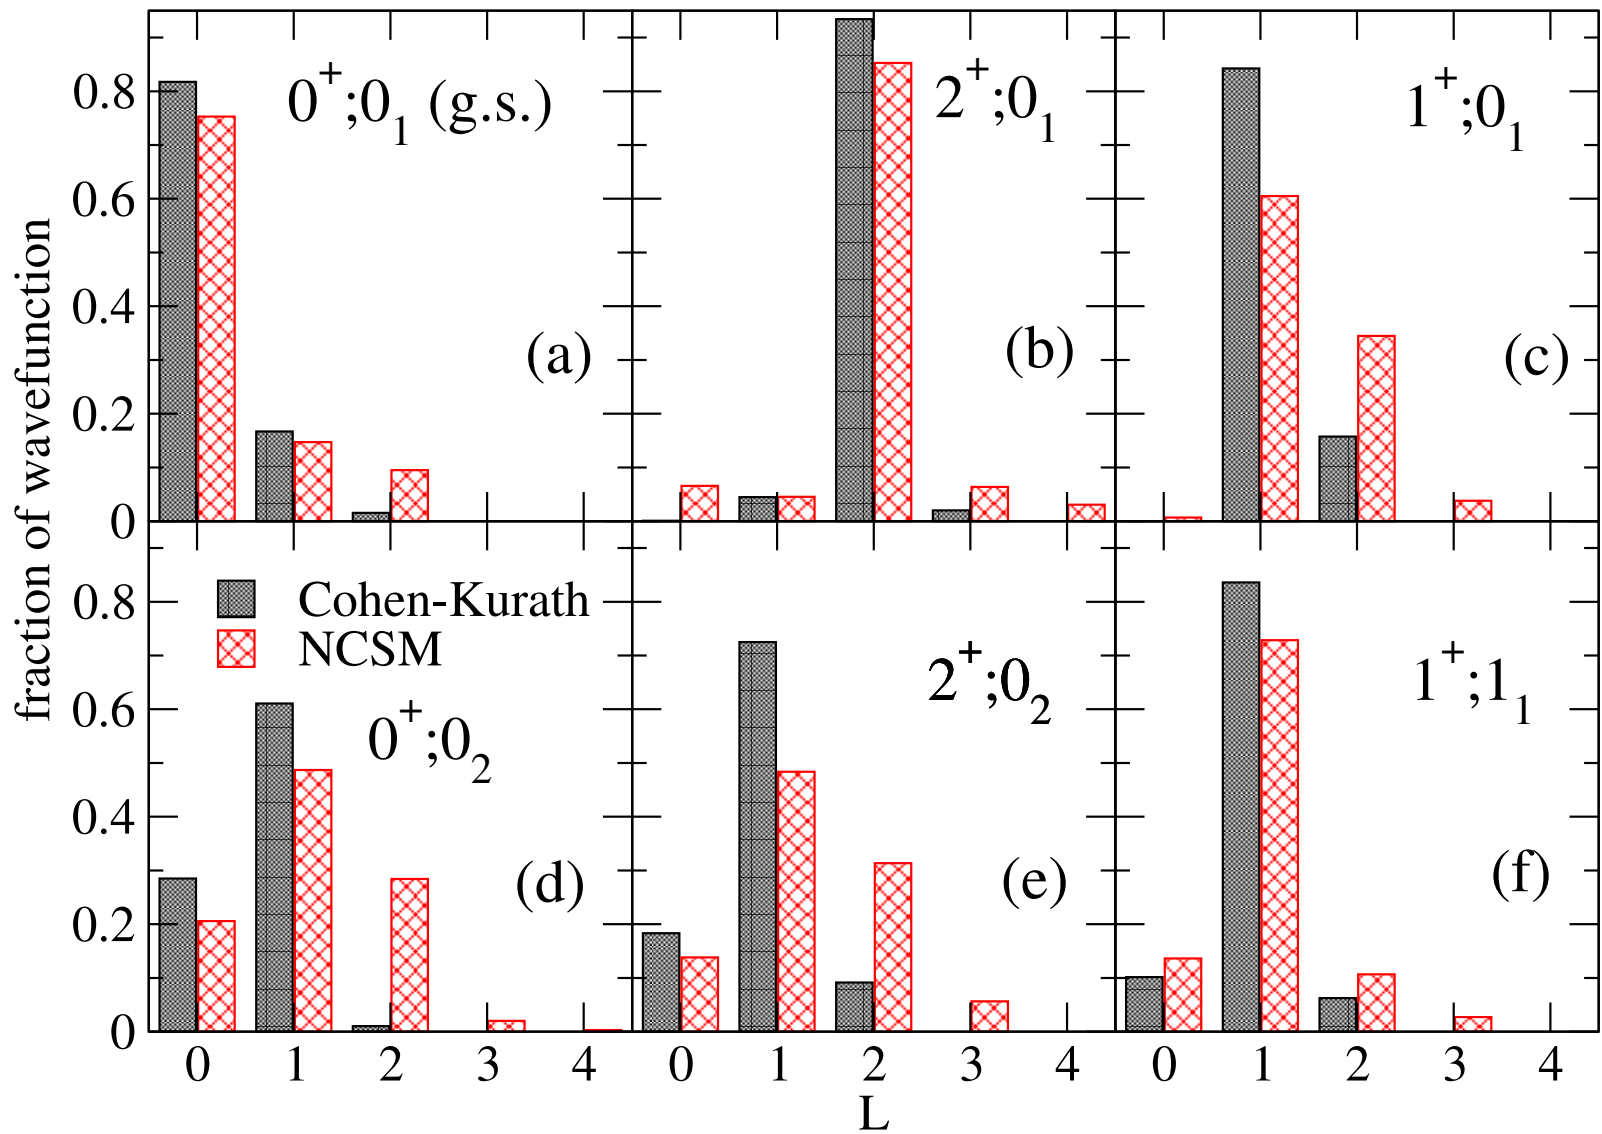 fraction of wavefunction
0.8
0.6
0.4
0.2
0
0⁺;0₁ (g.s.)
(a)
2⁺;0₁
(b)
1⁺;0₁
(c)
0.8
0.6
0.4
0.2
0
Cohen-Kurath
NCSM
0⁺;0₂
(d)
2⁺;0₂
(e)
1⁺;1₁
(f)
0 1 2 3 4 0 1 2 3 4 0 1 2 3 4
L